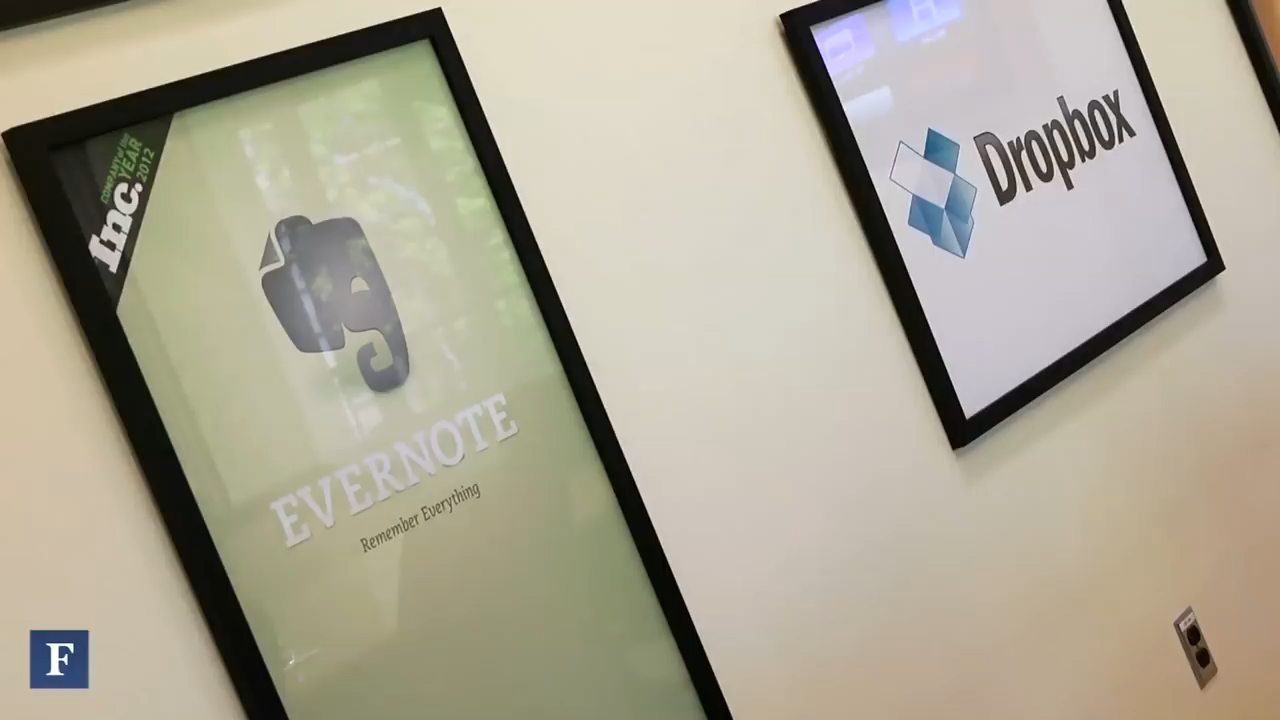 Inc.
COMPANY of the
YEAR
2012
EVERNOTE
Remember Everything
Dropbox
F